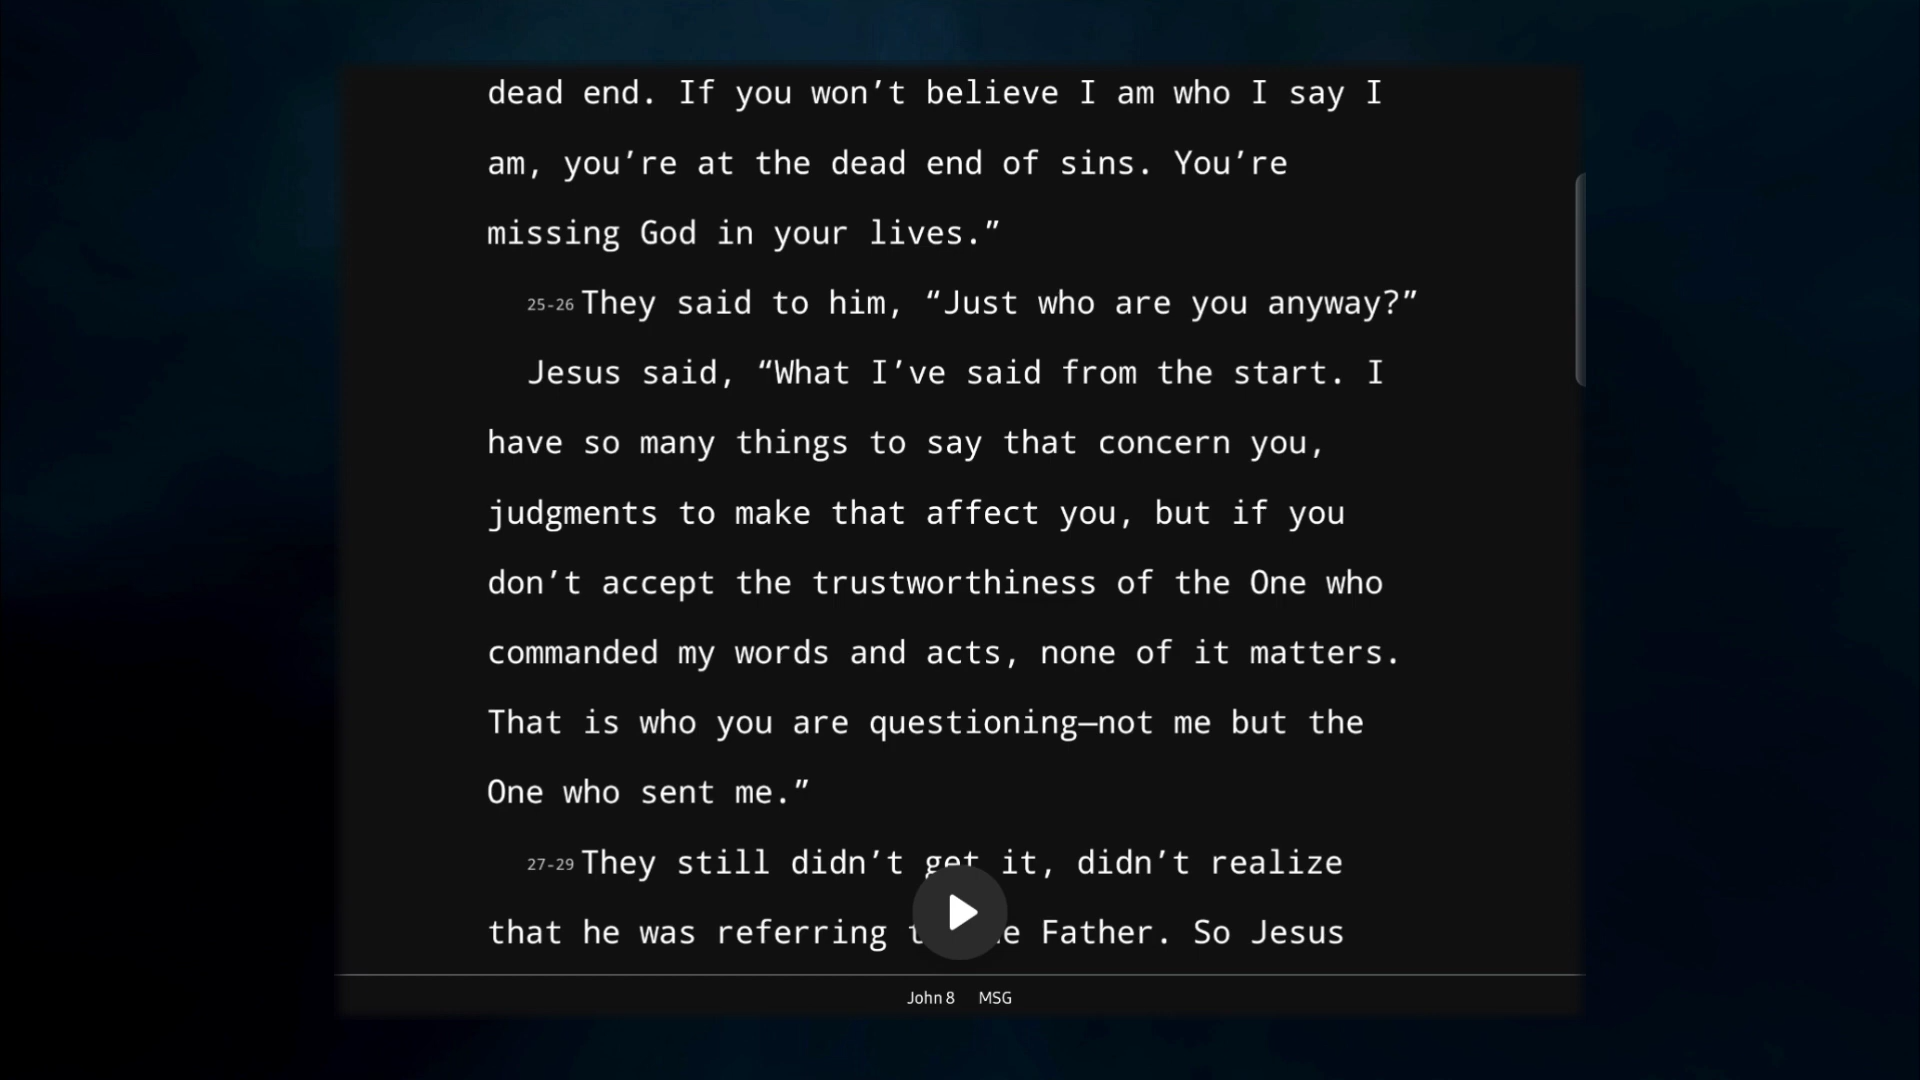 dead end. If you won’t believe I am who I say I
am, you’re at the dead end of sins. You’re
missing God in your lives.”
25-26 They said to him, “Just who are you anyway?”
Jesus said, “What I’ve said from the start. I
have so many things to say that concern you,
judgments to make that affect you, but if you
don’t accept the trustworthiness of the One who
commanded my words and acts, none of it matters.
That is who you are questioning—not me but the
One who sent me.”
27-29 They still didn’t get it, didn’t realize
that he was referring Father. So Jesus
John 8 MSG